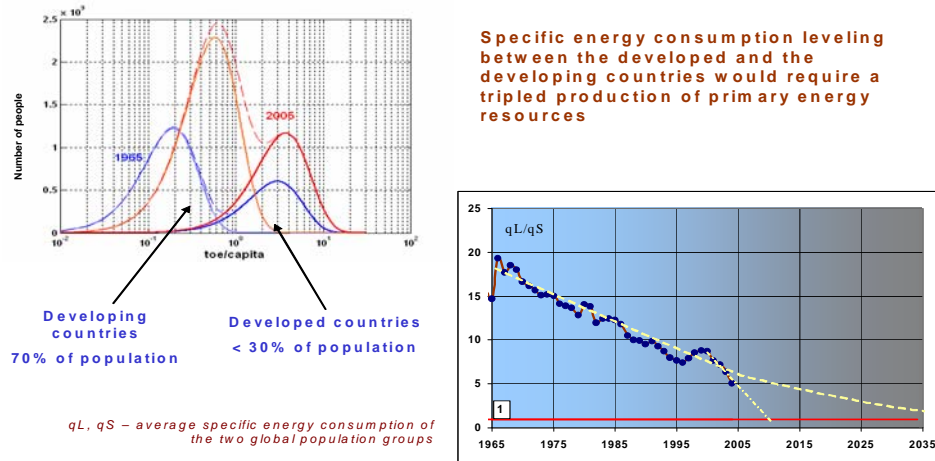 2.5 x 10³
2
1.5
1
0.5
0
Number of people
1965
2005
10⁻² 10⁻¹ 10⁰ 10¹ 10²
toe/capita
Developing
countries
70% of population
Developed countries
< 30% of population
qL, qS – average specific energy consumption of
the two global population groups
Specific energy consumption leveling
between the developed and the
developing countries would require a
tripled production of primary energy
resources
25
20
15
10
5
0
qL/qS
1
1965 1975 1985 1995 2005 2015 2025 2035